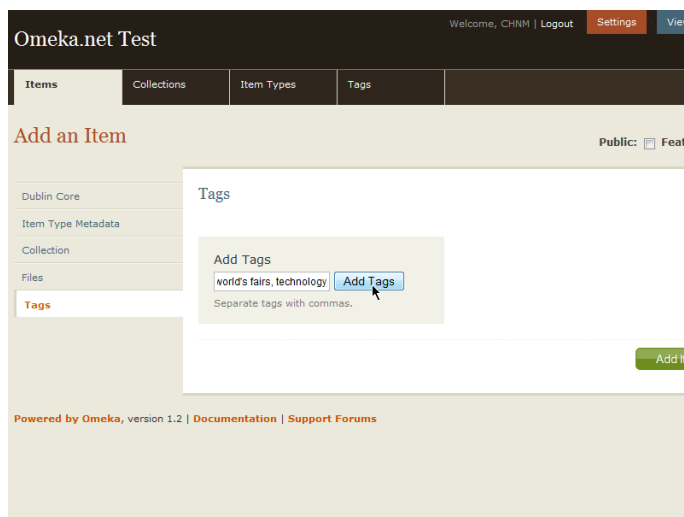 Welcome, CHNM | Logout Settings
Omeka.net Test
Items Collections Item Types Tags
Add an Item
Public: 
Dublin Core
Item Type Metadata
Collection
Files
Tags
Tags
Add Tags
world's fairs, technology Add Tags
Separate tags with commas.
Add
Powered by Omeka, version 1.2 | Documentation | Support Forums